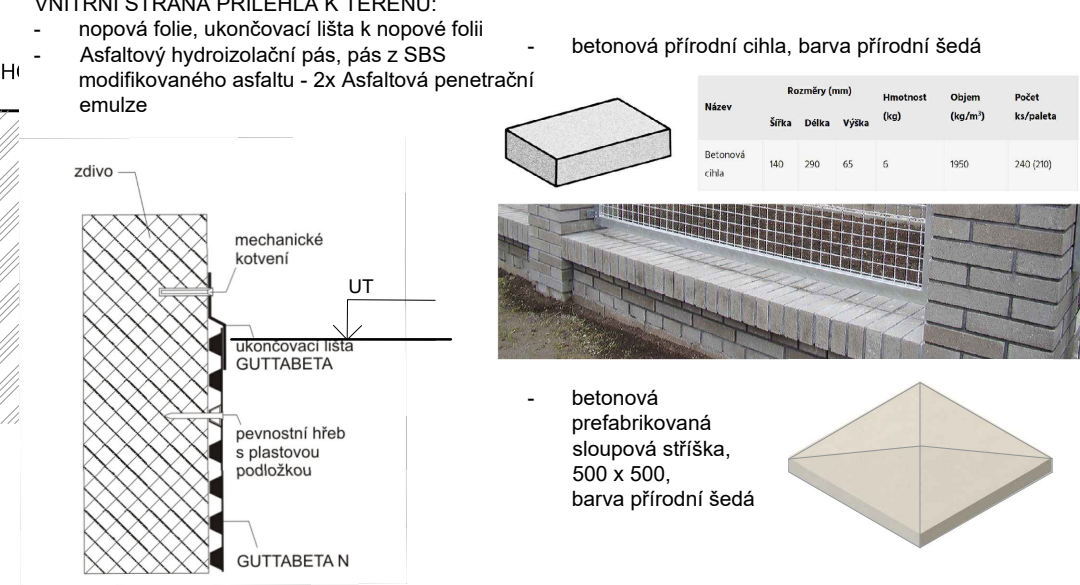 VNITŘNÍ STRANA PŘILEHLÁ K TERÉNU:
- nopová folie, ukončovací lišta k nopové folii
- Asfaltový hydroizolační pás, pás z SBS
modifikovaného asfaltu - 2x Asfaltová penetrační
emulze
zdivo
mechanické
kotvení
UT
ukončovací lišta
GUTTABETA
pevnostní hřeb
s plastovou
podložkou
GUTTABETA N
- betonová přírodní cihla, barva přírodní šedá
Název Rozměry (mm) Hmotnost (kg) Objem (kg/m³) Počet ks/paleta
Šířka Délka Výška
Betonová cihla 140 290 65 6 1950 240 (210)
- betonová
prefabrikovaná
sloupová stříška,
500 x 500,
barva přírodní šedá